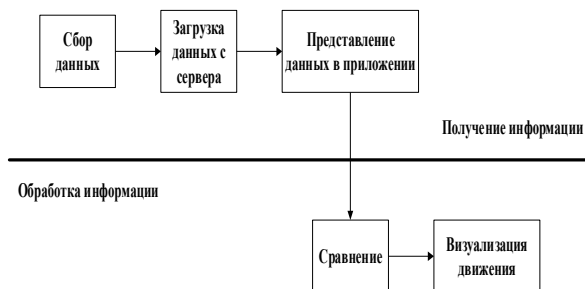 Сбор
данных
Загрузка
данных с
сервера
Представление
данных в приложении
Получение информации
Обработка информации
Сравнение
Визуализация
движения